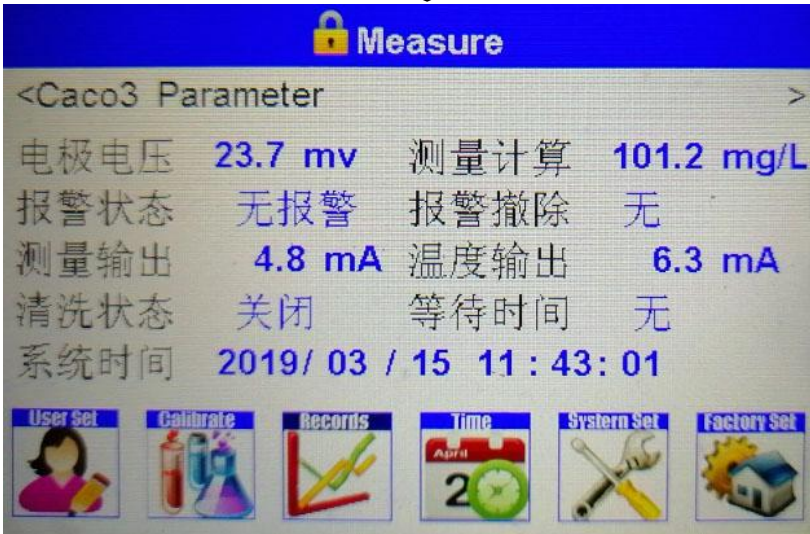 Measure
<Caco3 Parameter >
电极电压 23.7 mv 测量计算 101.2 mg/L
报警状态 无报警 报警撤除 无
测量输出 4.8 mA 温度输出 6.3 mA
清洗状态 关闭 等待时间 无
系统时间 2019/ 03 / 15 11 : 43: 01
User Set Calibrate Records Time System Set Factory Set
April
2